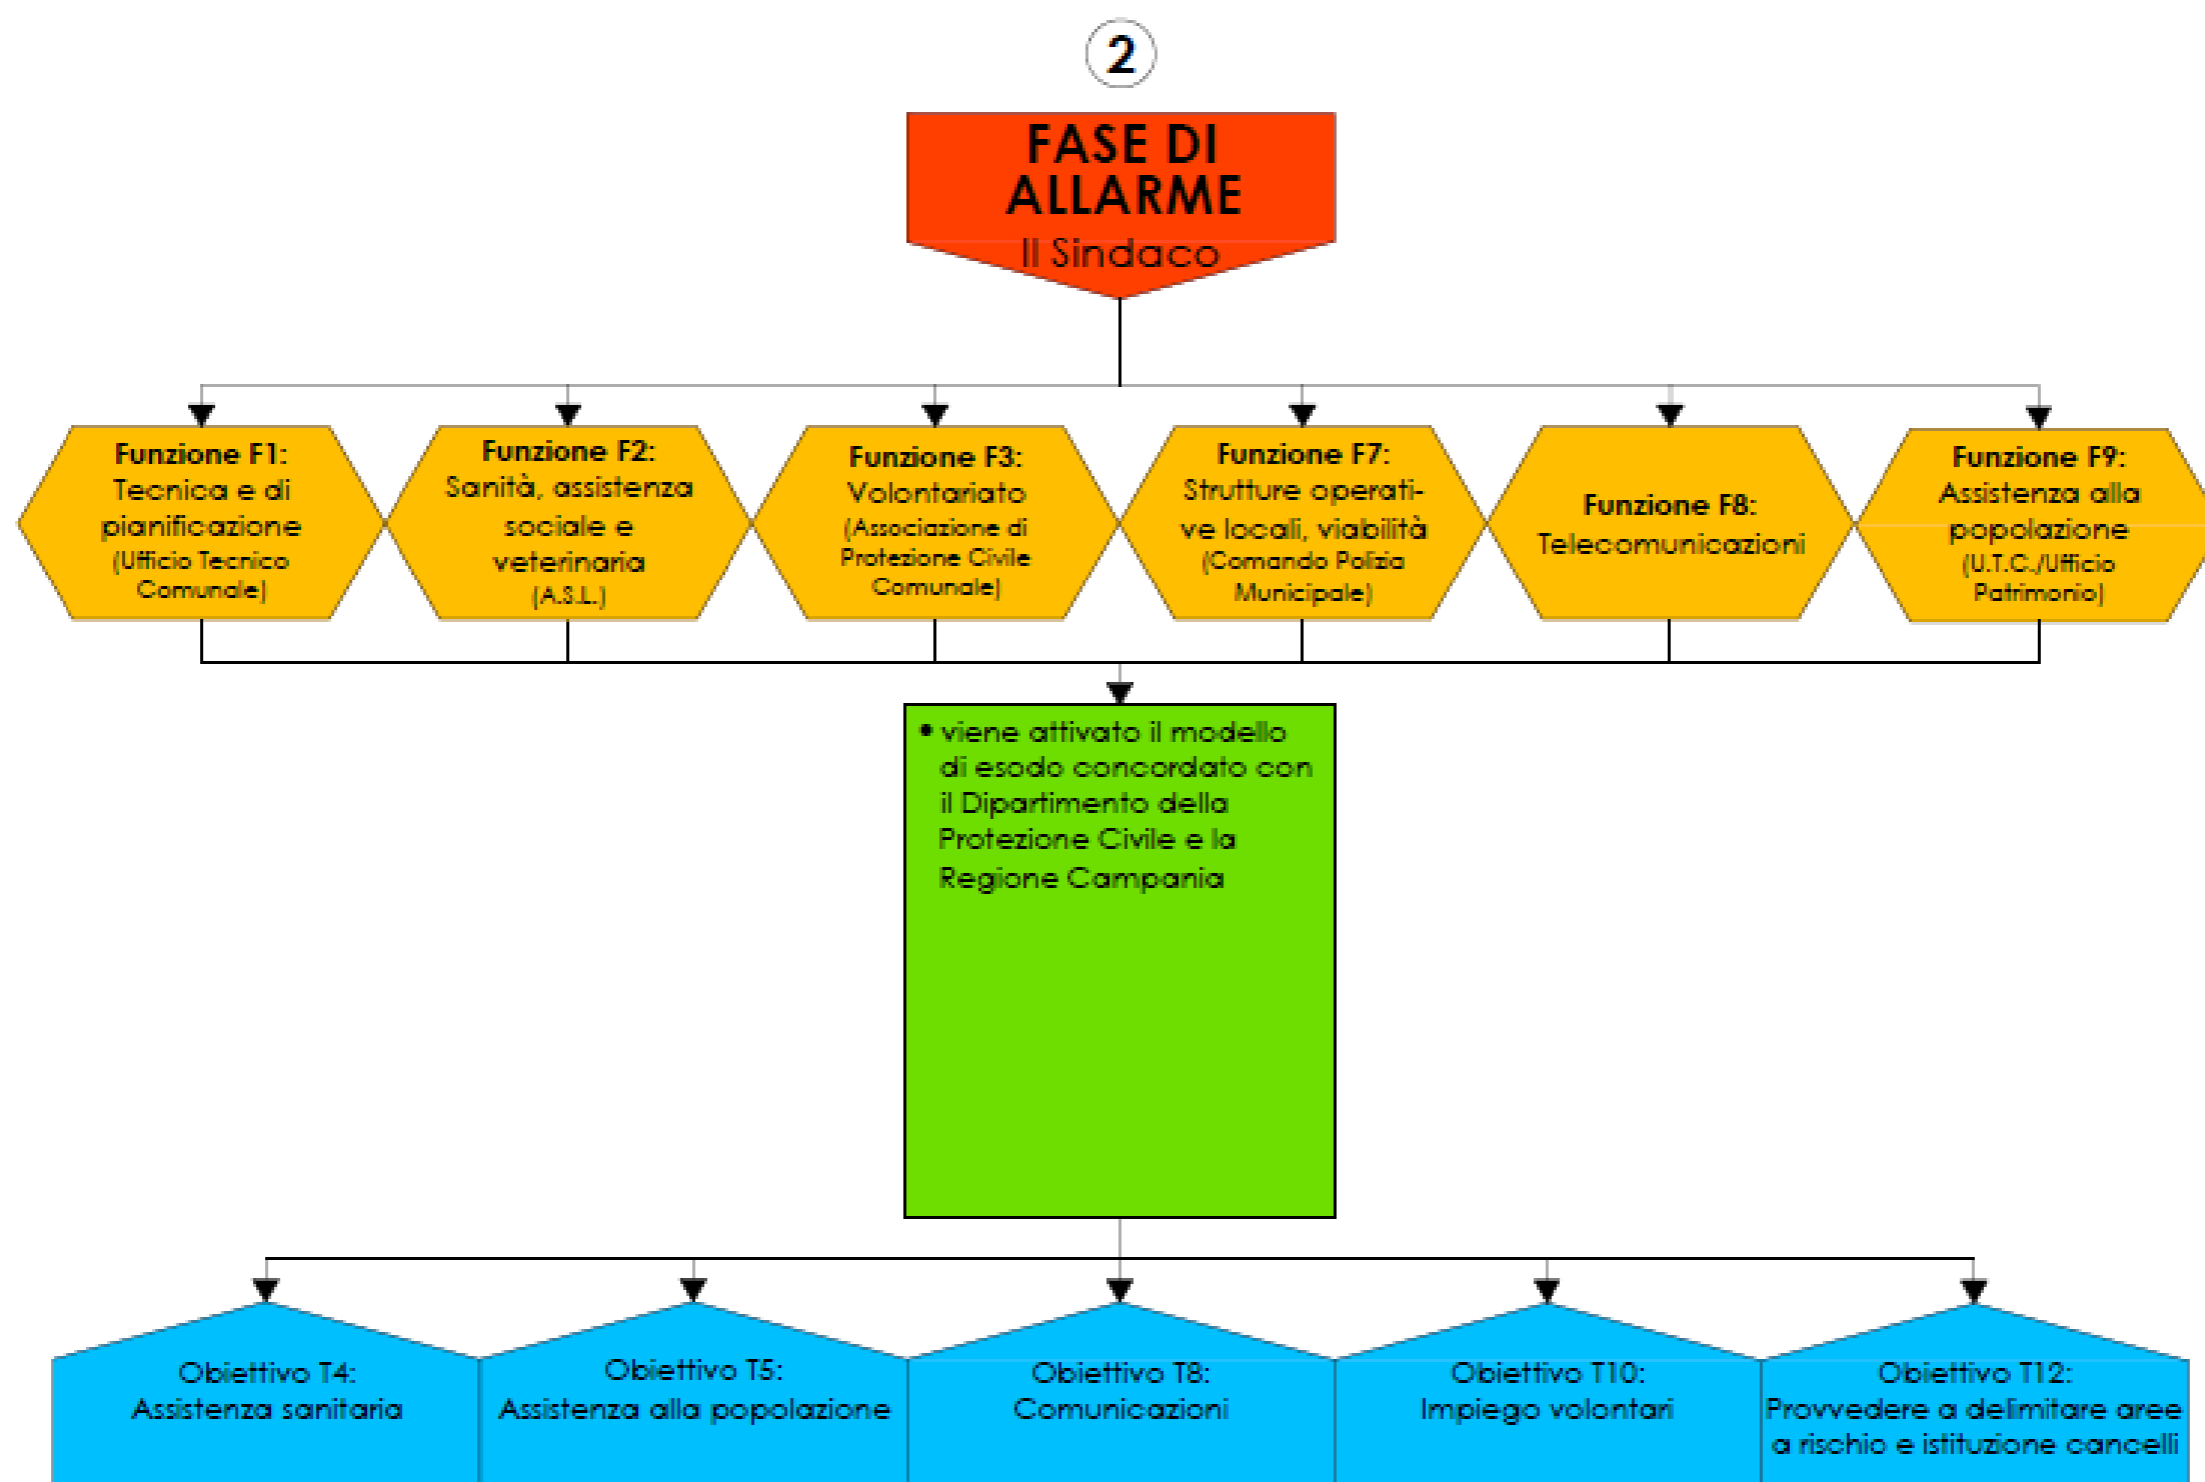 2
FASE DI
ALLARME
Il Sindaco
Funzione F1:
Tecnica e di
pianificazione
(Ufficio Tecnico
Comunale)
Funzione F2:
Sanità, assistenza
sociale e
veterinaria
(A.S.L.)
Funzione F3:
Volontariato
(Associazione di
Protezione Civile
Comunale)
Funzione F7:
Strutture operati-
ve locali, viabilità
(Comando Polizia
Municipale)
Funzione F8:
Telecomunicazioni
Funzione F9:
Assistenza alla
popolazione
(U.T.C./Ufficio
Patrimonio)
• viene attivato il modello
di esodo concordato con
il Dipartimento della
Protezione Civile e la
Regione Campania
Obiettivo T4:
Assistenza sanitaria
Obiettivo T5:
Assistenza alla popolazione
Obiettivo T8:
Comunicazioni
Obiettivo T10:
Impiego volontari
Obiettivo T12:
Provvedere a delimitare aree
a rischio e istituzione cancelli